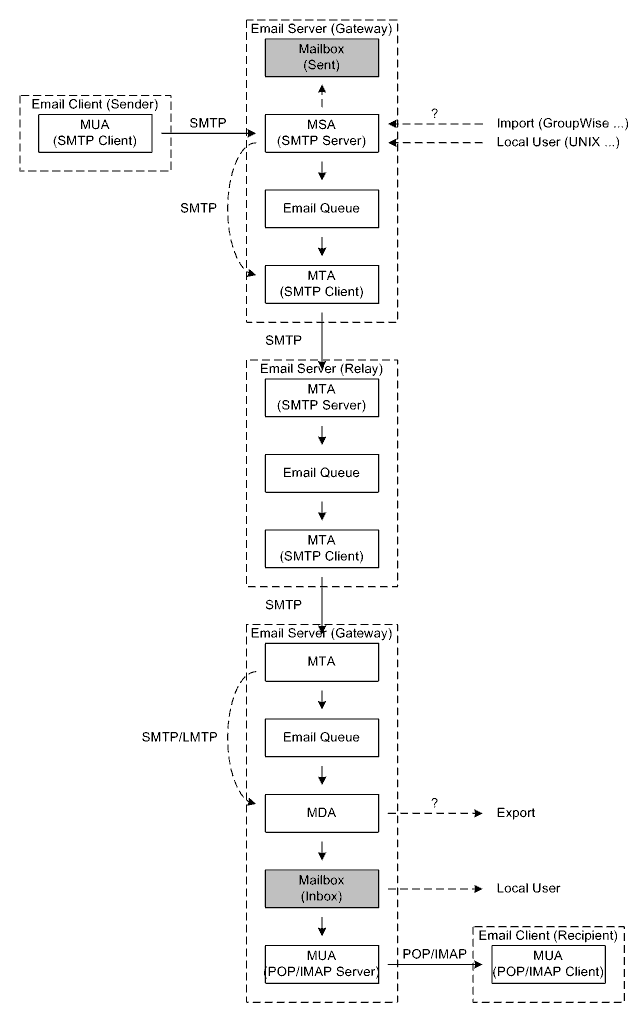 Email Server (Gateway)
Mailbox
(Sent)
Email Client (Sender)
MUA
(SMTP Client)
SMTP
MSA
(SMTP Server)
?
Import (GroupWise ...)
Local User (UNIX ...)
SMTP
Email Queue
MTA
(SMTP Client)
SMTP
Email Server (Relay)
MTA
(SMTP Server)
Email Queue
MTA
(SMTP Client)
SMTP
Email Server (Gateway)
MTA
SMTP/LMTP
Email Queue
MDA
?
Export
Mailbox
(Inbox)
Local User
MUA
(POP/IMAP Server)
POP/IMAP
Email Client (Recipient)
MUA
(POP/IMAP Client)